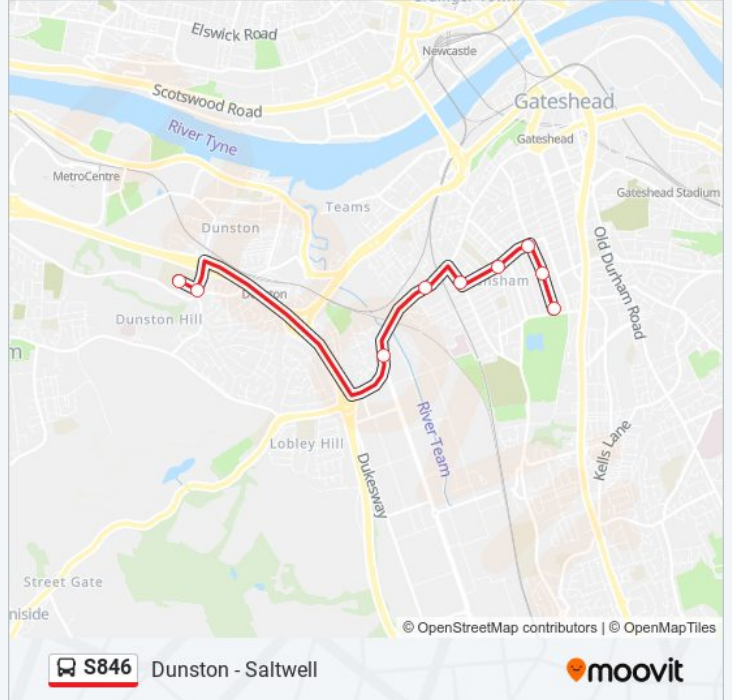 Elswick Road
Newcastle
Scotswood Road
Gateshead
River Tyne
Gateshead
MetroCentre
Gateshead Stadium
Teams
Dunston
Old Durham Road
Dunston Hill
River Team
Kells Lane
Lobley Hill
Dukesway
Street Gate
© OpenStreetMap contributors | © OpenMapTiles
S846
Dunston - Saltwell
moovit